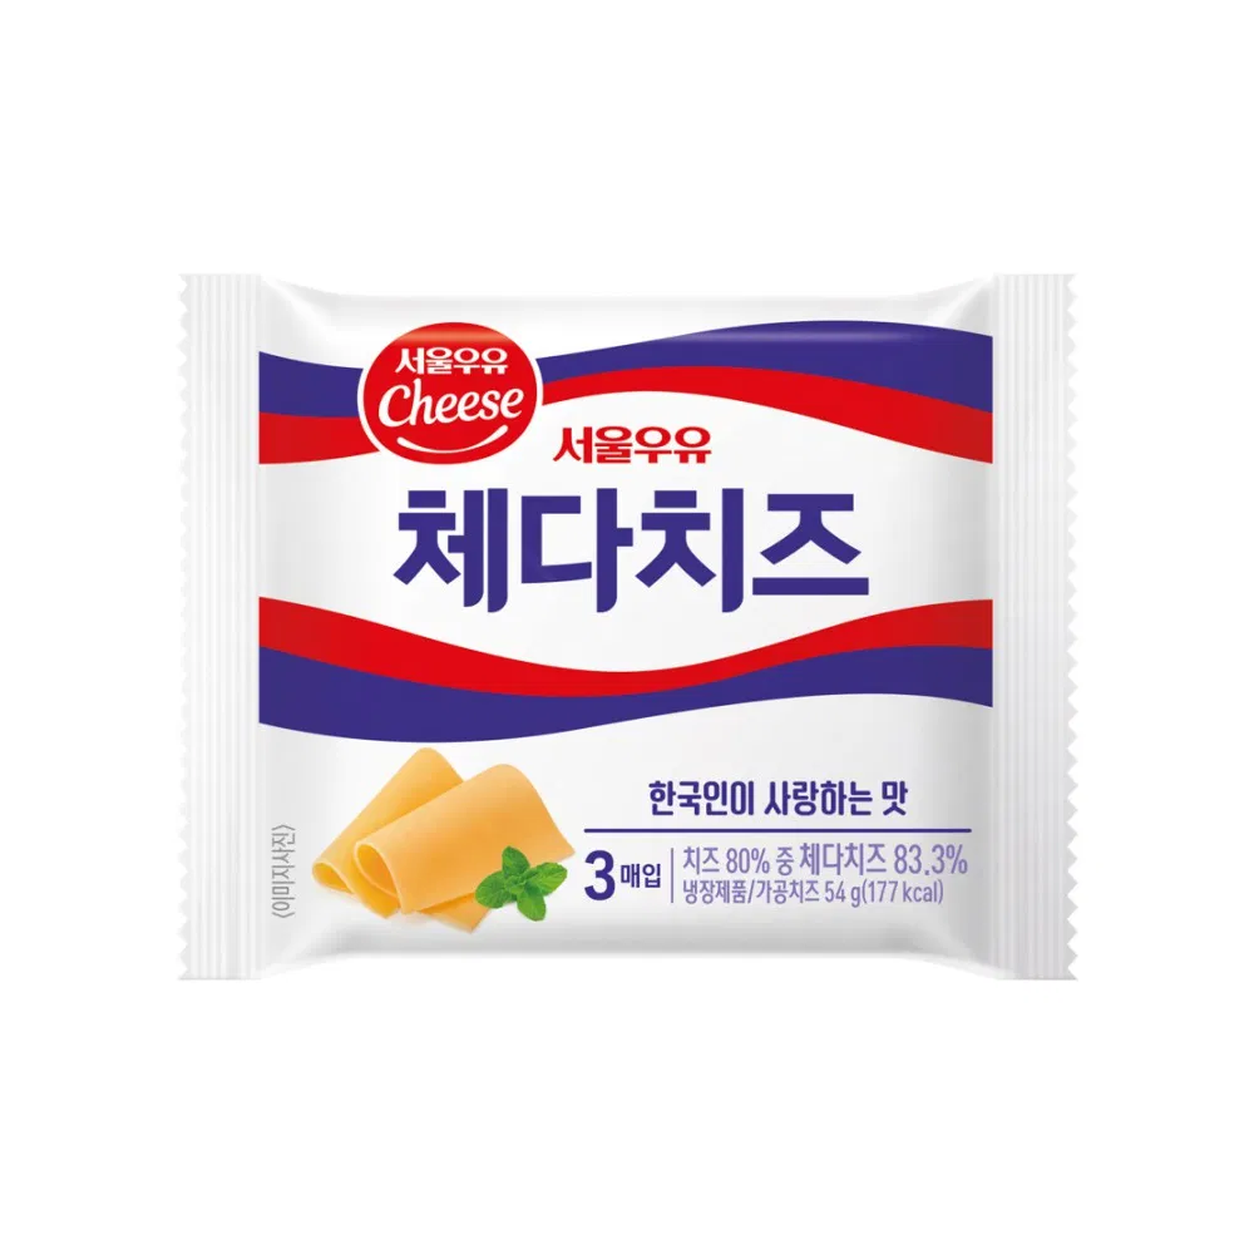 서울우유
Cheese
서울우유
체다치즈
한국인이 사랑하는 맛
3매입
치즈 80% 중 체다치즈 83.3%
냉장제품/가공치즈 54 g(177 kcal)
<이미지사진>